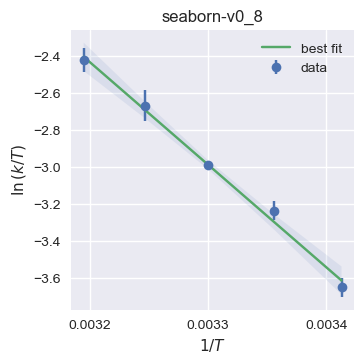 seaborn-v0_8
best fit
data
ln (k/T)
−2.4
−2.6
−2.8
−3.0
−3.2
−3.4
−3.6
0.0032
0.0033
0.0034
1/T